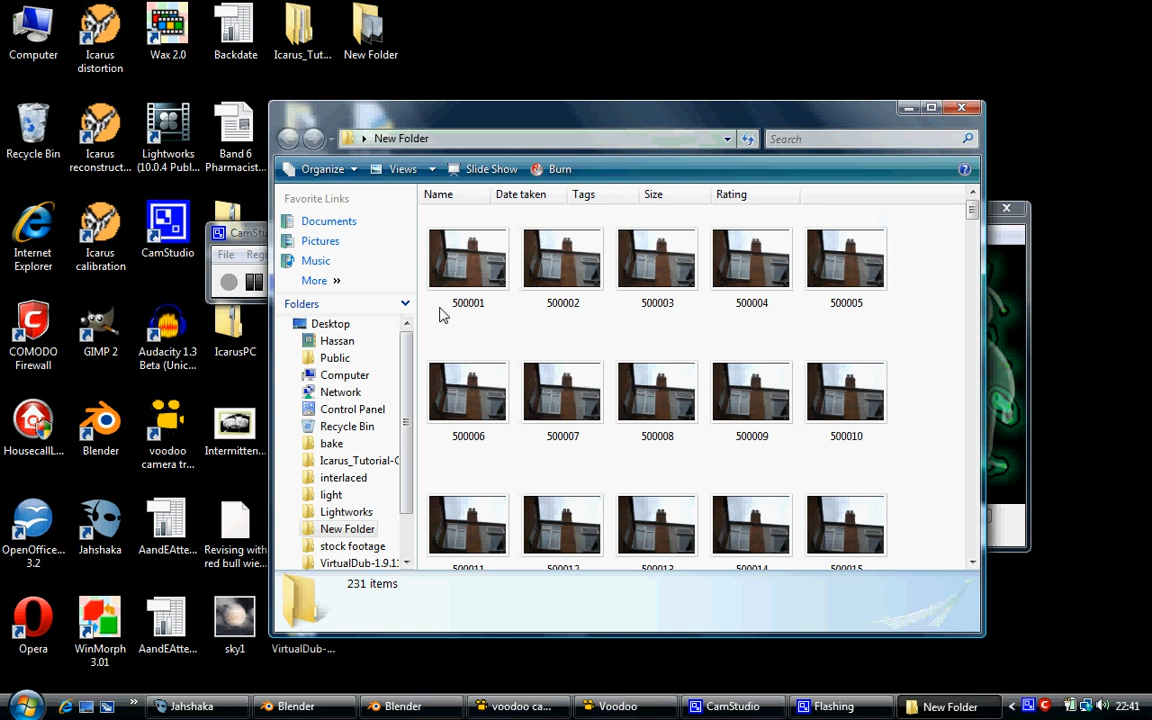 Computer
Icarus
distortion
Wax 2.0
Backdate
Icarus_Tut...
New Folder
Recycle Bin
Icarus
reconstruct...
Lightworks
(10.0.4 Publ...
Band 6
Pharmacist...
Internet
Explorer
Icarus
calibration
CamStudio
COMODO
Firewall
GIMP 2
Audacity 1.3
Beta (Unic...
IcarusPC
HousecallL...
Blender
voodoo
camera tr...
Intermitten...
OpenOffice...
3.2
Jahshaka
AandEAtte...
Revising with
red bull wie...
Opera
WinMorph
3.01
AandEAtte...
sky1
VirtualDub-...
CamStu
File Reg
New Folder
Search
Organize
Views
Slide Show
Burn
Favorite Links
Documents
Pictures
Music
More »
Folders
Desktop
Hassan
Public
Computer
Network
Control Panel
Recycle Bin
bake
Icarus_Tutorial-C
interlaced
light
Lightworks
New Folder
stock footage
VirtualDub-1.9.11
Name Date taken Tags Size Rating
500001 500002 500003 500004 500005
500006 500007 500008 500009 500010
500011 500012 500013 500014 500015
231 items
Jahshaka
Blender
Blender
voodoo ca...
Voodoo
CamStudio
Flashing
New Folder
22:41